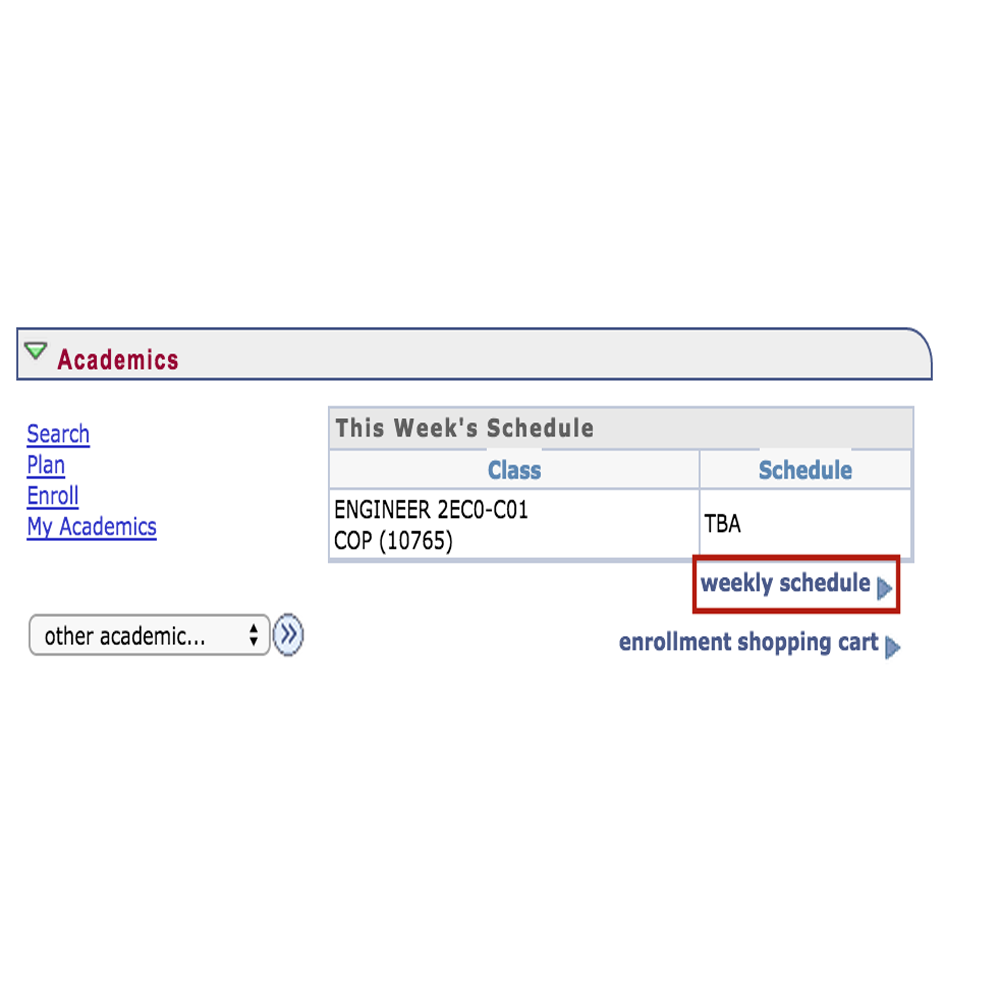 Academics
Search
Plan
Enroll
My Academics
This Week's Schedule
Class Schedule
ENGINEER 2EC0-C01
COP (10765)
TBA
weekly schedule
other academic...
enrollment shopping cart